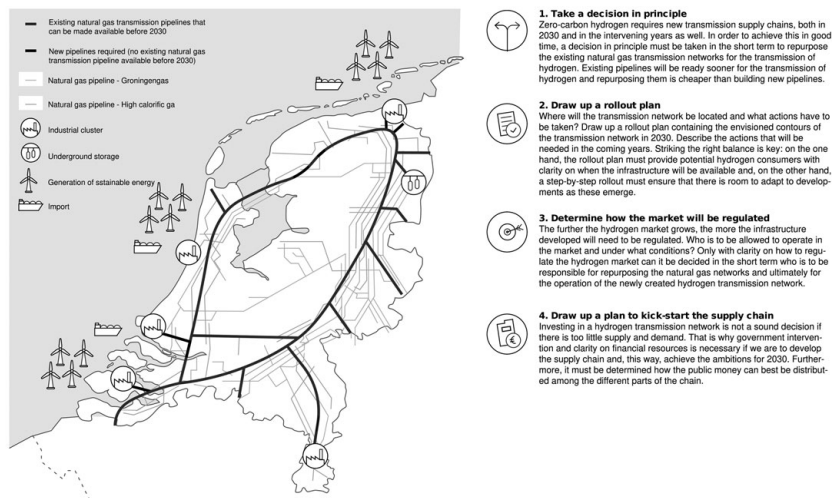 Existing natural gas transmission pipelines that
can be made available before 2030
New pipelines required (no existing natural gas
transmission pipeline available before 2030)
Natural gas pipeline - Groningengas
Natural gas pipeline - High calorific ga
Industrial cluster
Underground storage
Generation of sstainable energy
Import
1. Take a decision in principle
Zero-carbon hydrogen requires new transmission supply chains, both in
2030 and in the intervening years as well. In order to achieve this in good
time, a decision in principle must be taken in the short term to repurpose
the existing natural gas transmission networks for the transmission of
hydrogen. Existing pipelines will be ready sooner for the transmission of
hydrogen and repurposing them is cheaper than building new pipelines.
2. Draw up a rollout plan
Where will the transmission network be located and what actions have to
be taken? Draw up a rollout plan containing the envisioned contours of
the transmission network in 2030. Describe the actions that will be
needed in the coming years. Striking the right balance is key: on the one
hand, the rollout plan must provide potential hydrogen consumers with
clarity on when the infrastructure will be available and, on the other hand,
a step-by-step rollout must ensure that there is room to adapt to develop-
ments as these emerge.
3. Determine how the market will be regulated
The further the hydrogen market grows, the more the infrastructure
developed will need to be regulated. Who is to be allowed to operate in
the market and under what conditions? Only with clarity on how to regu-
late the hydrogen market can it be decided in the short term who is to be
responsible for repurposing the natural gas networks and ultimately for
the operation of the newly created hydrogen transmission network.
4. Draw up a plan to kick-start the supply chain
Investing in a hydrogen transmission network is not a sound decision if
there is too little supply and demand. That is why government interven-
tion and clarity on financial resources is necessary if we are to develop
the supply chain and, this way, achieve the ambitions for 2030. Further-
more, it must be determined how the public money can best be distribut-
ed among the different parts of the chain.